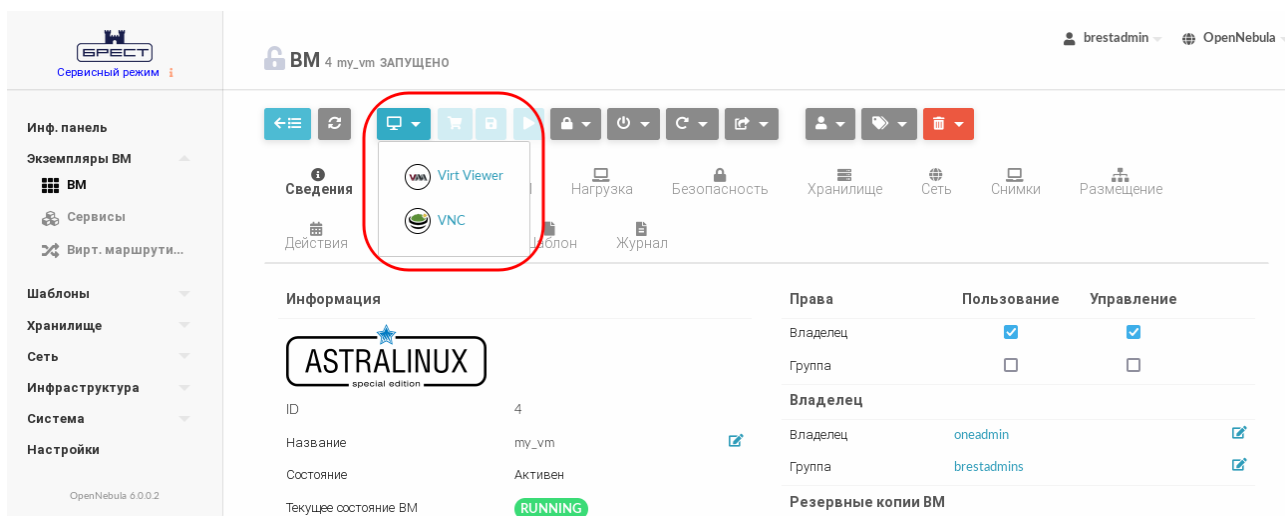 БРЕСТ
Сервисный режим i
brestadmin OpenNebula
ВМ 4 my_vm ЗАПУЩЕНО
Инф. панель
Экземпляры ВМ
ВМ
Сервисы
Вирт. маршрути...
Шаблоны
Хранилище
Сеть
Инфраструктура
Система
Настройки
OpenNebula 6.0.0.2
Virt Viewer
VNC
Сведения Нагрузка Безопасность Хранилище Сеть Снимки Размещение
Действия Журнал
Информация
ASTRALINUX
special edition
ID 4
Название my_vm
Состояние Активен
Текущее состояние ВМ RUNNING
Права Пользование Управление
Владелец
Группа
Владелец
Владелец oneadmin
Группа brestadmins
Резервные копии ВМ